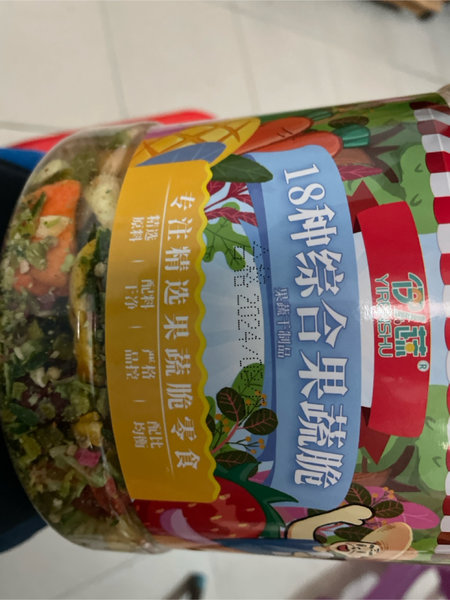 YIRENSHU
®
18种综合果蔬脆
果蔬干制品
专注精选果蔬脆零食
精选
原料
配料
干净
严格
品控
配比
均衡